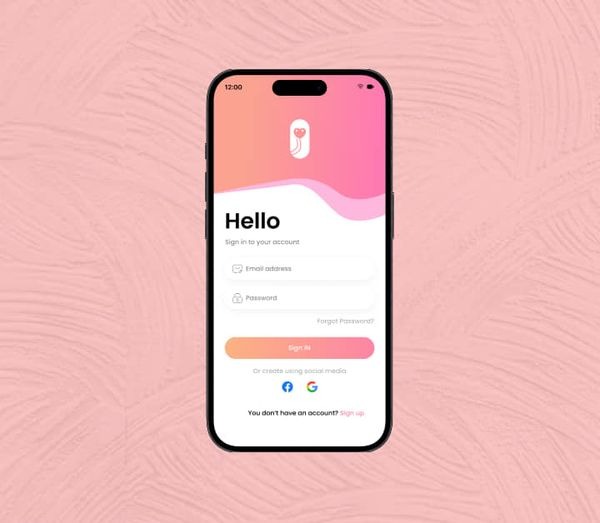 12:00
Hello
Sign in to your account
Email address
Password
Forgot Password?
Sign IN
Or create using social media.
You don't have an account? Sign up.